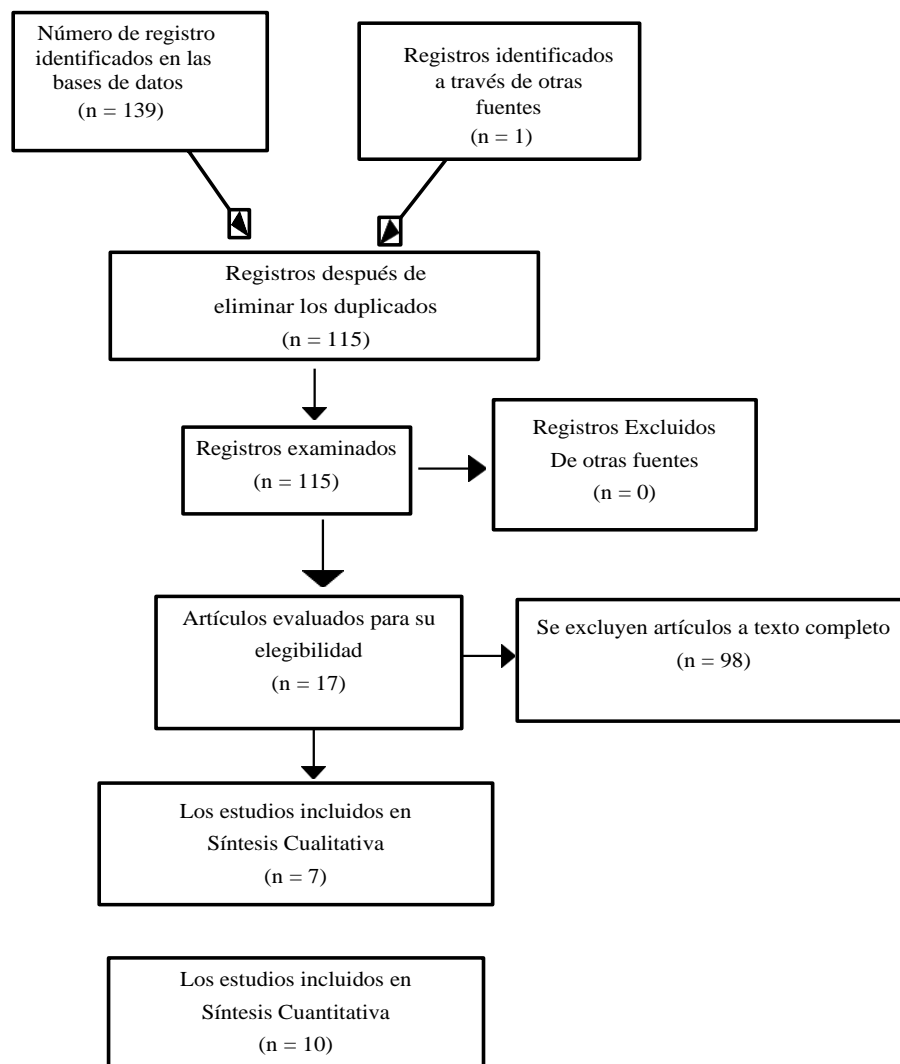 Número de registro
identificados en las
bases de datos
(n = 139)
Registros identificados
a través de otras
fuentes
(n = 1)
Registros después de
eliminar los duplicados
(n = 115)
Registros examinados
(n = 115)
Registros Excluidos
De otras fuentes
(n = 0)
Artículos evaluados para su
elegibilidad
(n = 17)
Se excluyen artículos a texto completo
(n = 98)
Los estudios incluidos en
Síntesis Cualitativa
(n = 7)
Los estudios incluidos en
Síntesis Cuantitativa
(n = 10)